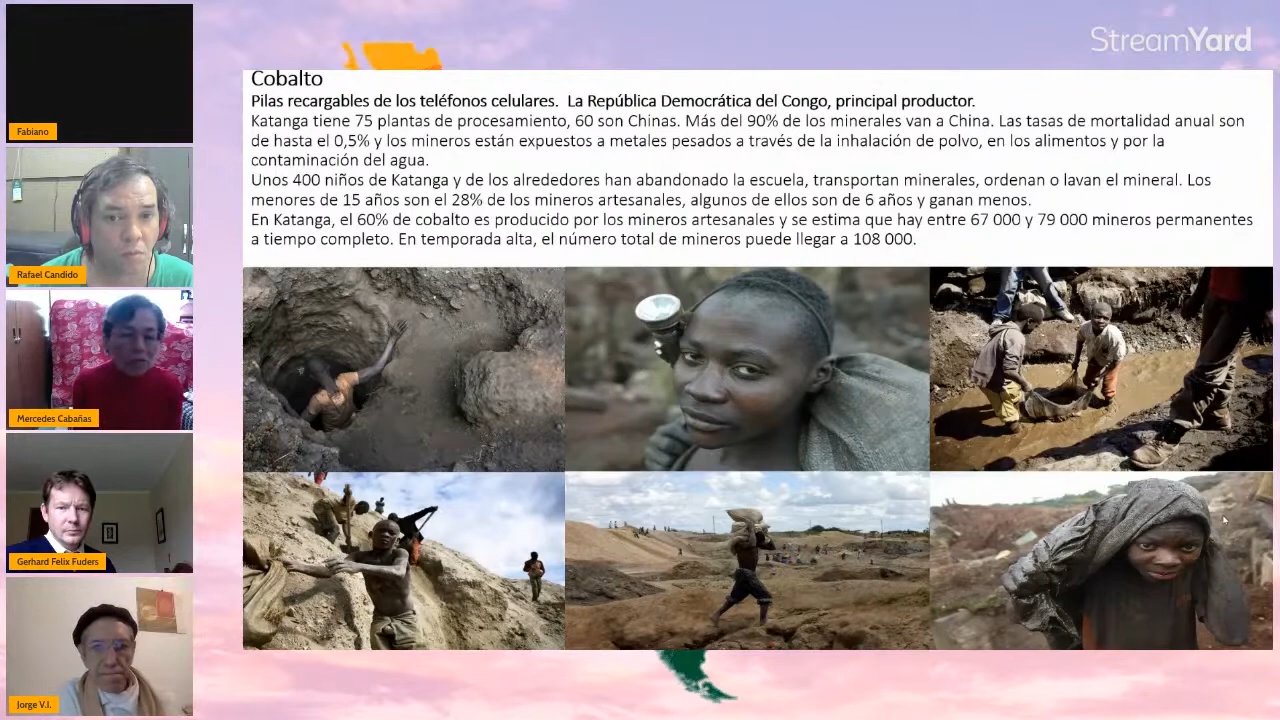 StreamYard
Cobalto
Pilas recargables de los teléfonos celulares.  La República Democrática del Congo, principal productor.
Katanga tiene 75 plantas de procesamiento, 60 son Chinas. Más del 90% de los minerales van a China. Las tasas de mortalidad anual son
de hasta el 0,5% y los mineros están expuestos a metales pesados a través de la inhalación de polvo, en los alimentos y por la
contaminación del agua.
Unos 400 niños de Katanga y de los alrededores han abandonado la escuela, transportan minerales, ordenan o lavan el mineral. Los
menores de 15 años son el 28% de los mineros artesanales, algunos de ellos son de 6 años y ganan menos.
En Katanga, el 60% de cobalto es producido por los mineros artesanales y se estima que hay entre 67 000 y 79 000 mineros permanentes
a tiempo completo. En temporada alta, el número total de mineros puede llegar a 108 000.
Fabiano
Rafael Candido
Mercedes Cabañas
Gerhard Felix Fuders
Jorge V.I.